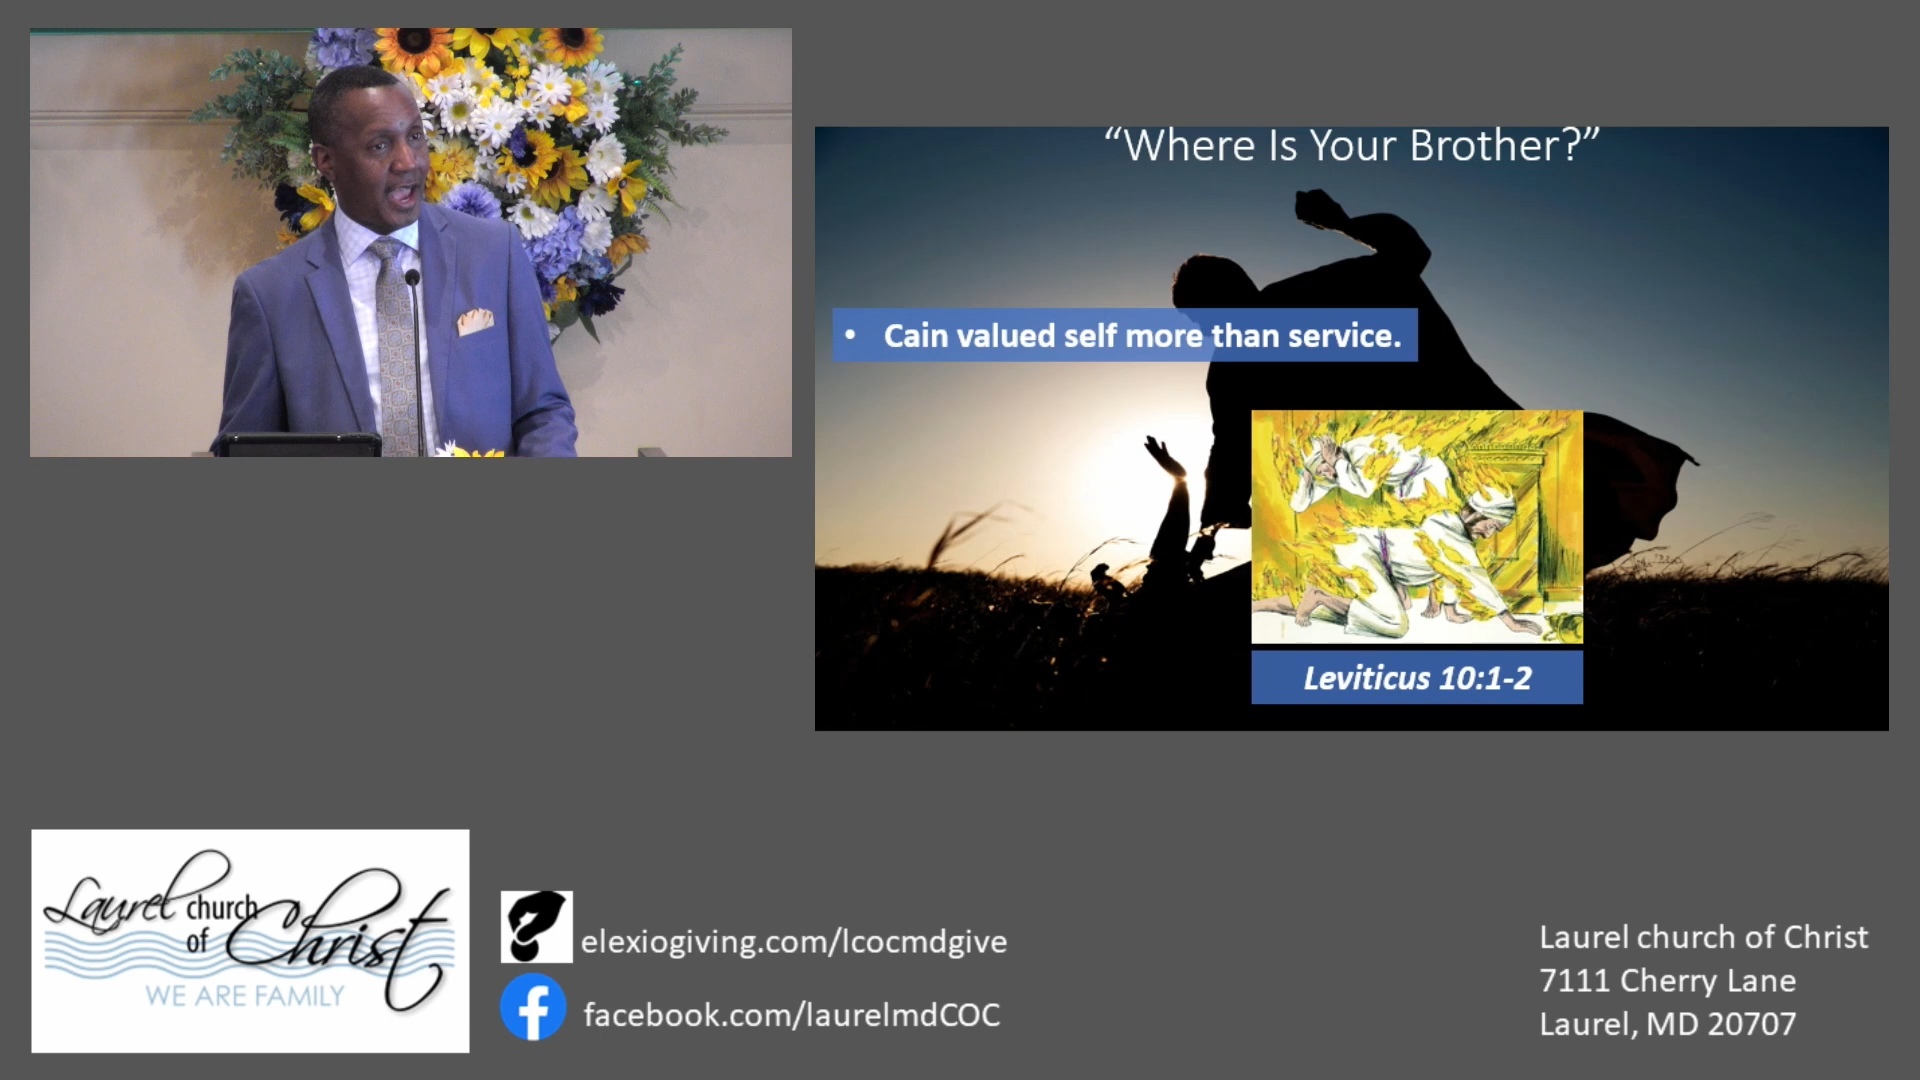 “Where Is Your Brother?”
• Cain valued self more than service.
Leviticus 10:1-2
Laurel church
of Christ
WE ARE FAMILY
elexiogiving.com/lcocmdgive
facebook.com/laurelmdCOC
Laurel church of Christ
7111 Cherry Lane
Laurel, MD 20707